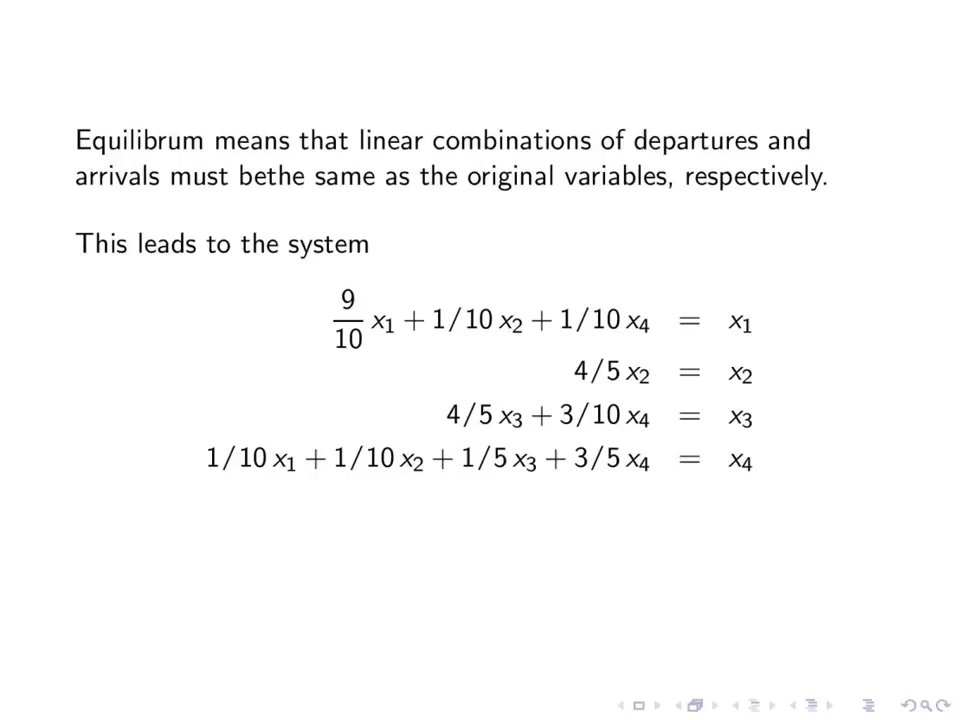 Equilibrum means that linear combinations of departures and
arrivals must bethe same as the original variables, respectively.
This leads to the system
9/10 x₁ + 1/10 x₂ + 1/10 x₄ = x₁
4/5 x₂ = x₂
4/5 x₃ + 3/10 x₄ = x₃
1/10 x₁ + 1/10 x₂ + 1/5 x₃ + 3/5 x₄ = x₄